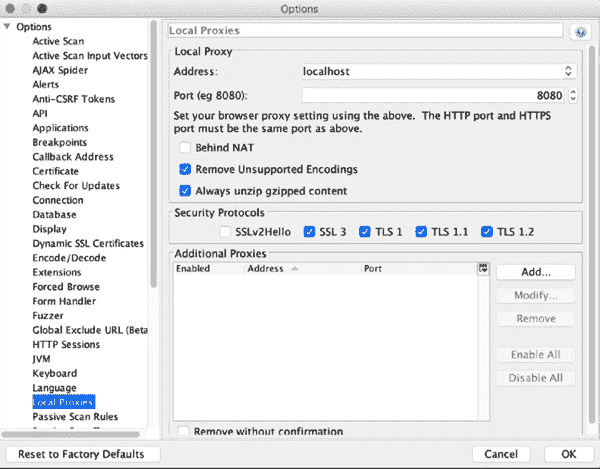 Options
Options
Active Scan
Active Scan Input Vectors
AJAX Spider
Alerts
Anti-CSRF Tokens
API
Applications
Breakpoints
Callback Address
Certificate
Check For Updates
Connection
Database
Display
Dynamic SSL Certificates
Encode/Decode
Extensions
Forced Browse
Form Handler
Fuzzer
Global Exclude URL (Beta
HTTP Sessions
JVM
Keyboard
Language
Local Proxies
Passive Scan Rules
Local Proxies
Local Proxy
Address: localhost
Port (eg 8080): 8080
Set your browser proxy setting using the above. The HTTP port and HTTPS
port must be the same port as above.
Behind NAT
Remove Unsupported Encodings
Always unzip gzipped content
Security Protocols
SSLv2Hello SSL 3 TLS 1 TLS 1.1 TLS 1.2
Additional Proxies
Enabled Address Port
Add...
Modify...
Remove
Enable All
Disable All
Remove without confirmation
Reset to Factory Defaults Cancel OK